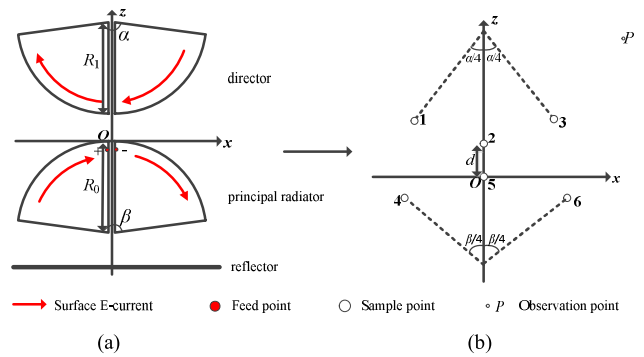 z
α
R1
director
O
x
+
-
R0
principal radiator
β
reflector
z
P
α/4 α/4
1
3
2
d
O
5
x
4
6
β/4 β/4
Surface E-current
Feed point
Sample point
P Observation point
(a)
(b)